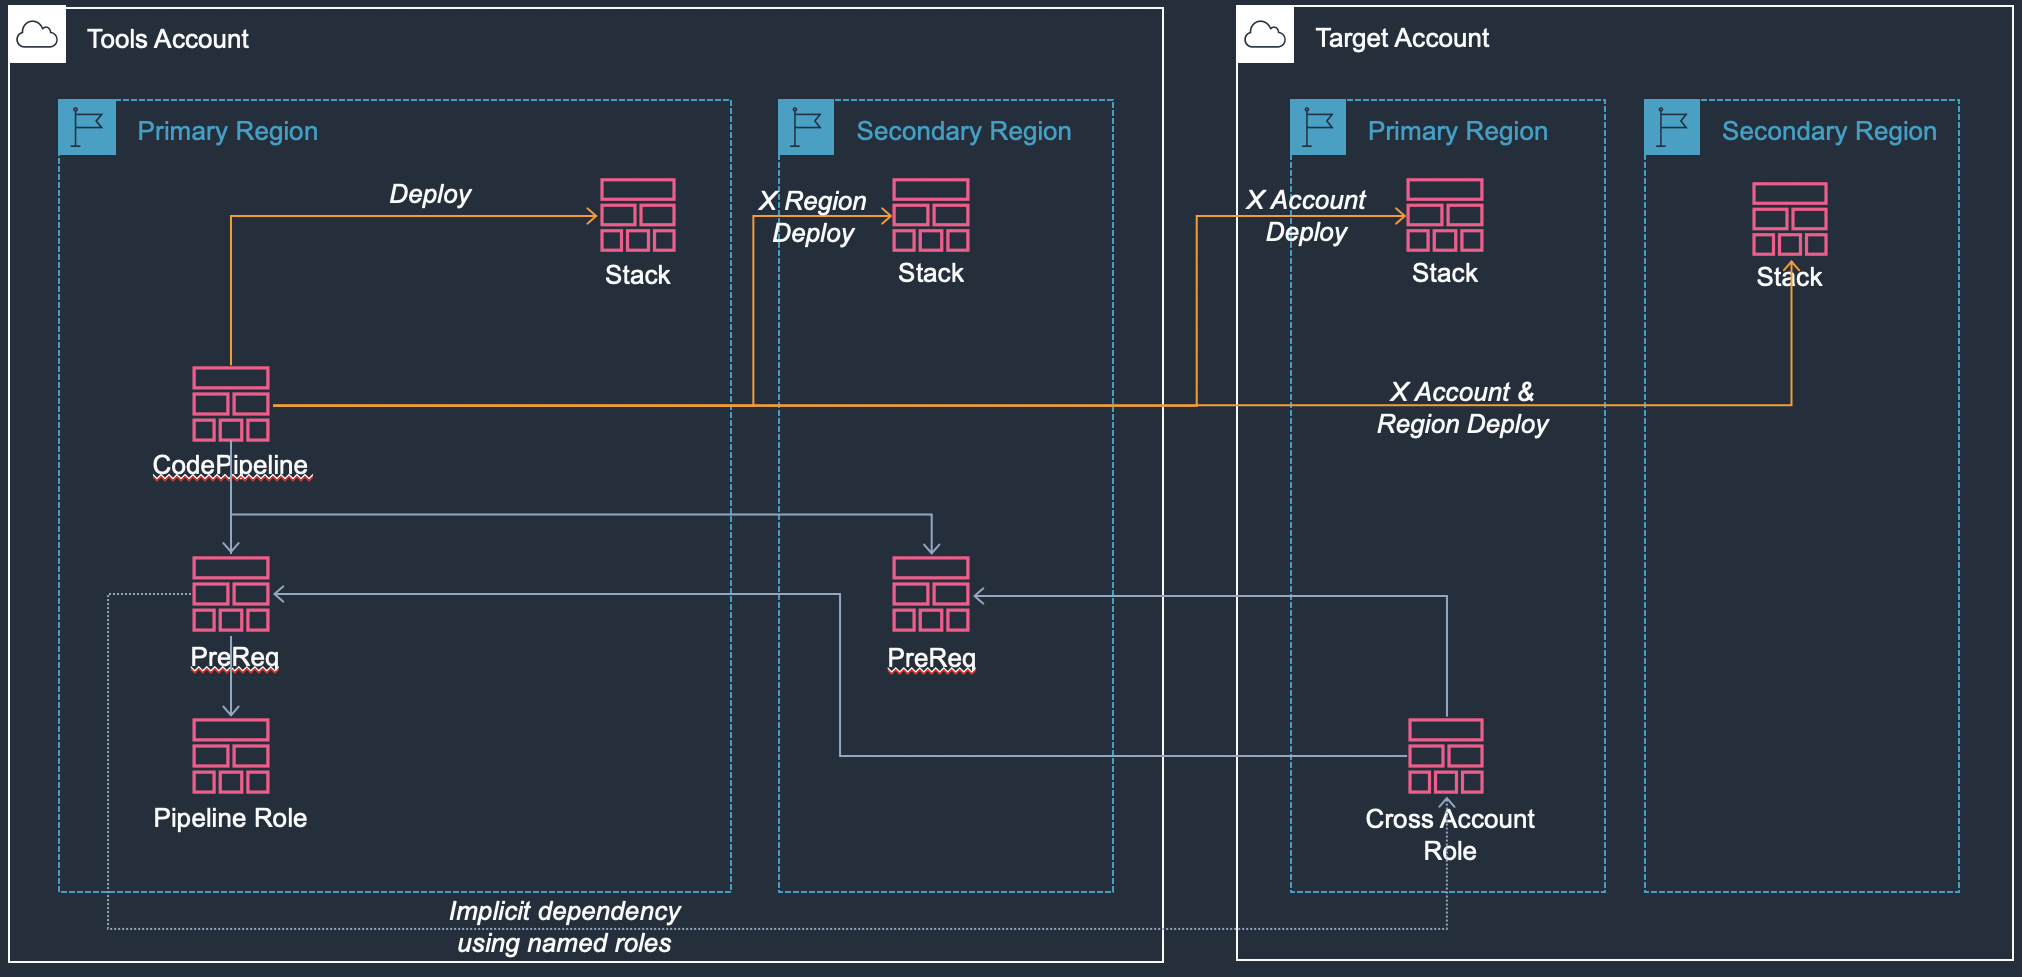 Tools Account
Target Account
Primary Region
Secondary Region
Primary Region
Secondary Region
Deploy
X Region
Deploy
X Account
Deploy
Stack
Stack
Stack
Stack
X Account &
Region Deploy
CodePipeline
PreReq
PreReq
Pipeline Role
Cross Account
Role
Implicit dependency
using named roles